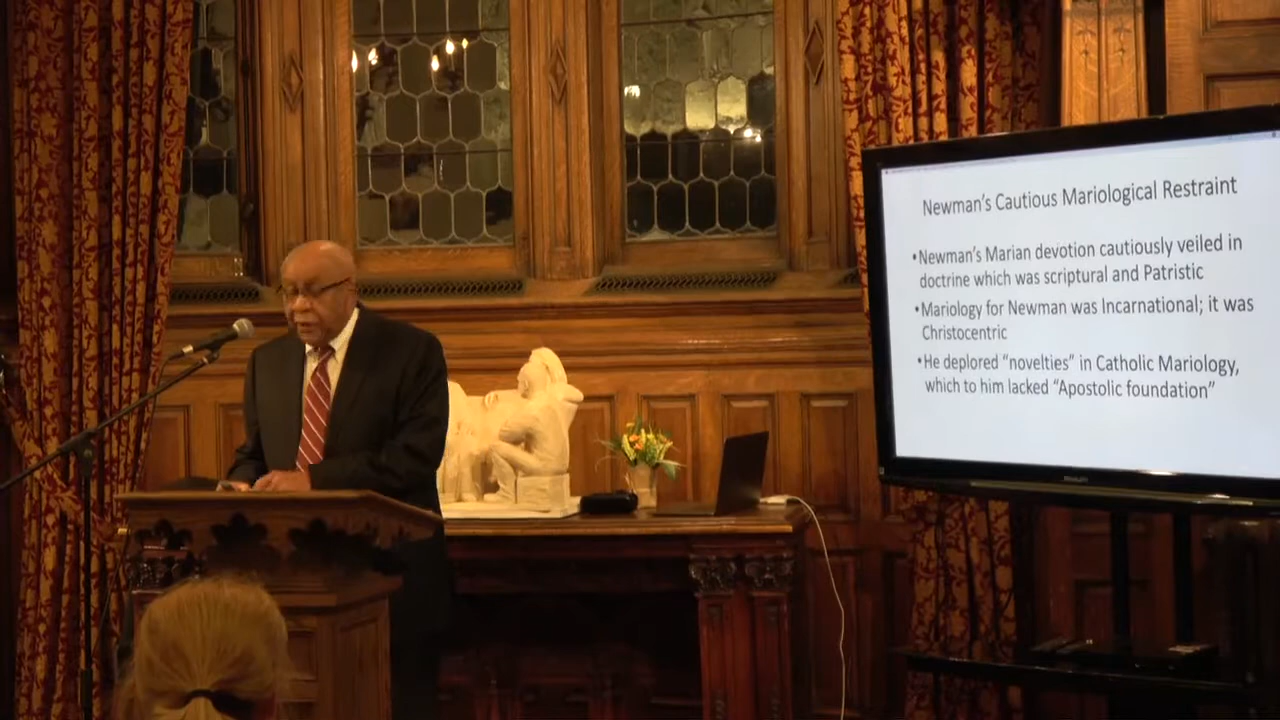 Newman's Cautious Mariological Restraint
•Newman's Marian devotion cautiously veiled in
doctrine which was scriptural and Patristic
•Mariology for Newman was Incarnational; it was
Christocentric
•He deplored "novelties" in Catholic Mariology,
which to him lacked "Apostolic foundation"